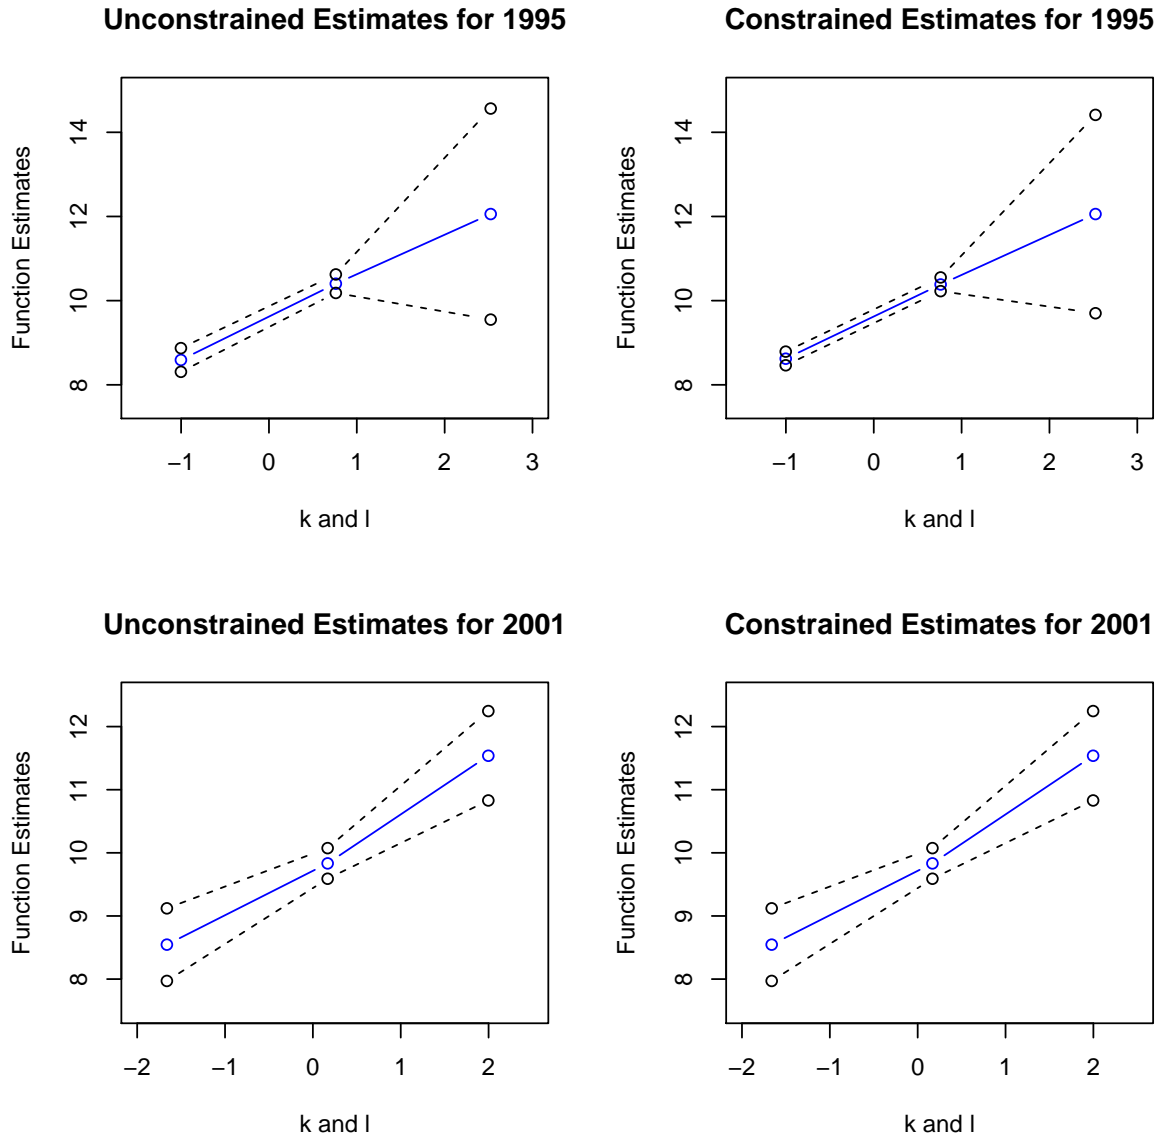 Unconstrained Estimates for 1995
Function Estimates
14
12
10
8
−1 0 1 2 3
k and l
Constrained Estimates for 1995
Function Estimates
14
12
10
8
−1 0 1 2 3
k and l
Unconstrained Estimates for 2001
Function Estimates
12
11
10
9
8
−2 −1 0 1 2
k and l
Constrained Estimates for 2001
Function Estimates
12
11
10
9
8
−2 −1 0 1 2
k and l